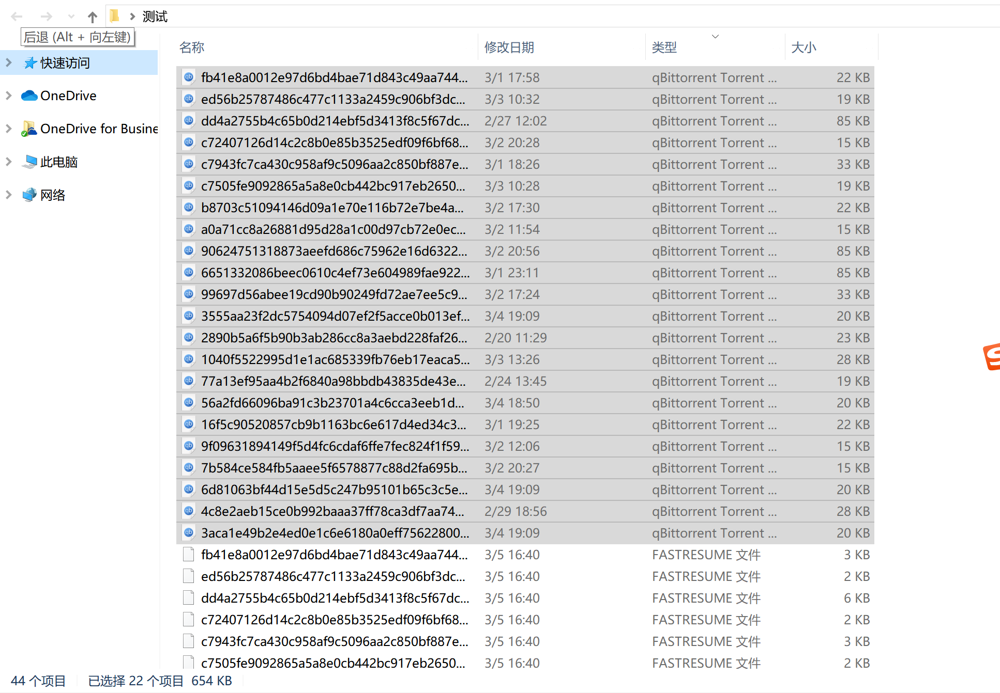 测试
后退 (Alt + 向左键)
快速访问
OneDrive
OneDrive for Busine
此电脑
网络
名称 修改日期 类型 大小
fb41e8a0012e97d6bd4bae71d843c49aa744... 3/1 17:58 qBittorrent Torrent ... 22 KB
ed56b25787486c477c1133a2459c906bf3dc... 3/3 10:32 qBittorrent Torrent ... 19 KB
dd4a2755b4c65b0d214ebf5d3413f8c5f67dc... 2/27 12:02 qBittorrent Torrent ... 85 KB
c72407126d14c2c8b0e85b3525edf09f6bf68... 3/2 20:28 qBittorrent Torrent ... 15 KB
c7943fc7ca430c958af9c5096aa2c850bf887e... 3/1 18:26 qBittorrent Torrent ... 33 KB
c7505fe9092865a5a8e0cb442bc917eb2650... 3/3 10:28 qBittorrent Torrent ... 19 KB
b8703c51094146d09a1e70e116b72e7be4a... 3/2 17:30 qBittorrent Torrent ... 22 KB
a0a71cc8a26881d95d28a1c00d97cb72e0ec... 3/2 11:54 qBittorrent Torrent ... 15 KB
90624751318873aeefd686c75962e16d6322... 3/2 20:56 qBittorrent Torrent ... 85 KB
6651332086beec0610c4ef73e604989fae922... 3/1 23:11 qBittorrent Torrent ... 85 KB
99697d56abee19cd90b90249fd72ae7ee5c9... 3/2 17:24 qBittorrent Torrent ... 33 KB
3555aa23f2dc5754094d07ef2f5acce0b013ef... 3/4 19:09 qBittorrent Torrent ... 20 KB
2890b5a6f5b90b3ab286cc8a3aebd228faf26... 2/20 11:29 qBittorrent Torrent ... 23 KB
1040f5522995d1e1ac685339fb76eb17eaca5... 3/3 13:26 qBittorrent Torrent ... 28 KB
77a13ef95aa4b2f6840a98bbdb43835de43e... 2/24 13:45 qBittorrent Torrent ... 19 KB
56a2fd66096ba91c3b23701a4c6cca3eeb1d... 3/4 18:50 qBittorrent Torrent ... 20 KB
16f5c90520857cb9b1163bc6e617d4ed34c3... 3/1 19:25 qBittorrent Torrent ... 22 KB
9f09631894149f5d4fc6cdaf6ffe7fec824f1f59... 3/2 12:06 qBittorrent Torrent ... 15 KB
7b584ce584fb5aaee5f6578877c88d2fa695b... 3/2 20:27 qBittorrent Torrent ... 15 KB
6d81063bf44d15e5d5c247b95101b65c3c5e... 3/4 19:09 qBittorrent Torrent ... 20 KB
4c8e2aeb15ce0b992baaa37ff78ca3df7aa74... 2/29 18:56 qBittorrent Torrent ... 28 KB
3aca1e49b2e4ed0e1c6e6180a0eff75622800... 3/4 19:09 qBittorrent Torrent ... 20 KB
fb41e8a0012e97d6bd4bae71d843c49aa744... 3/5 16:40 FASTRESUME 文件 3 KB
ed56b25787486c477c1133a2459c906bf3dc... 3/5 16:40 FASTRESUME 文件 2 KB
dd4a2755b4c65b0d214ebf5d3413f8c5f67dc... 3/5 16:40 FASTRESUME 文件 6 KB
c72407126d14c2c8b0e85b3525edf09f6bf68... 3/5 16:40 FASTRESUME 文件 2 KB
c7943fc7ca430c958af9c5096aa2c850bf887e... 3/5 16:40 FASTRESUME 文件 3 KB
c7505fe9092865a5a8e0cb442bc917eb2650... 3/5 16:40 FASTRESUME 文件 2 KB
44 个项目 已选择 22 个项目 654 KB